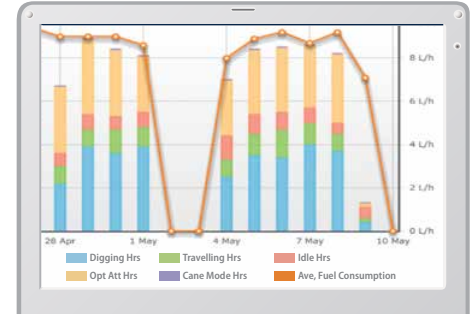 8 L/h
6 L/h
4 L/h
2 L/h
0 L/h
28 Apr 1 May 4 May 7 May 10 May
Digging Hrs Travelling Hrs Idle Hrs
Opt Att Hrs Cane Mode Hrs Ave, Fuel Consumption